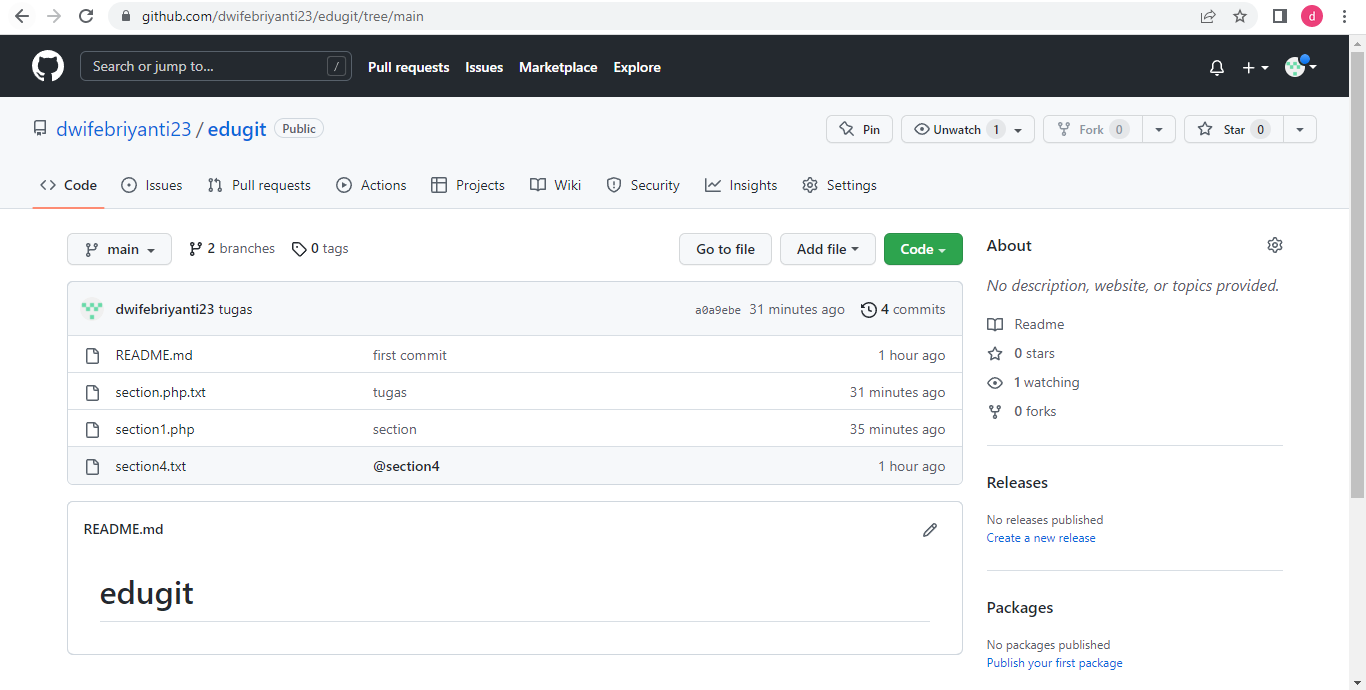 github.com/dwifebriyanti23/edugit/tree/main
d
Search or jump to... /
Pull requests Issues Marketplace Explore
dwifebriyanti23 / edugit Public
Pin Unwatch 1 Fork 0 Star 0
Code Issues Pull requests Actions Projects Wiki Security Insights Settings
main 2 branches 0 tags Go to file Add file Code
dwifebriyanti23 tugas a0a9ebe 31 minutes ago 4 commits
README.md first commit 1 hour ago
section.php.txt tugas 31 minutes ago
section1.php section 35 minutes ago
section4.txt @section4 1 hour ago
README.md
edugit
About
No description, website, or topics provided.
Readme
0 stars
1 watching
0 forks
Releases
No releases published
Create a new release
Packages
No packages published
Publish your first package